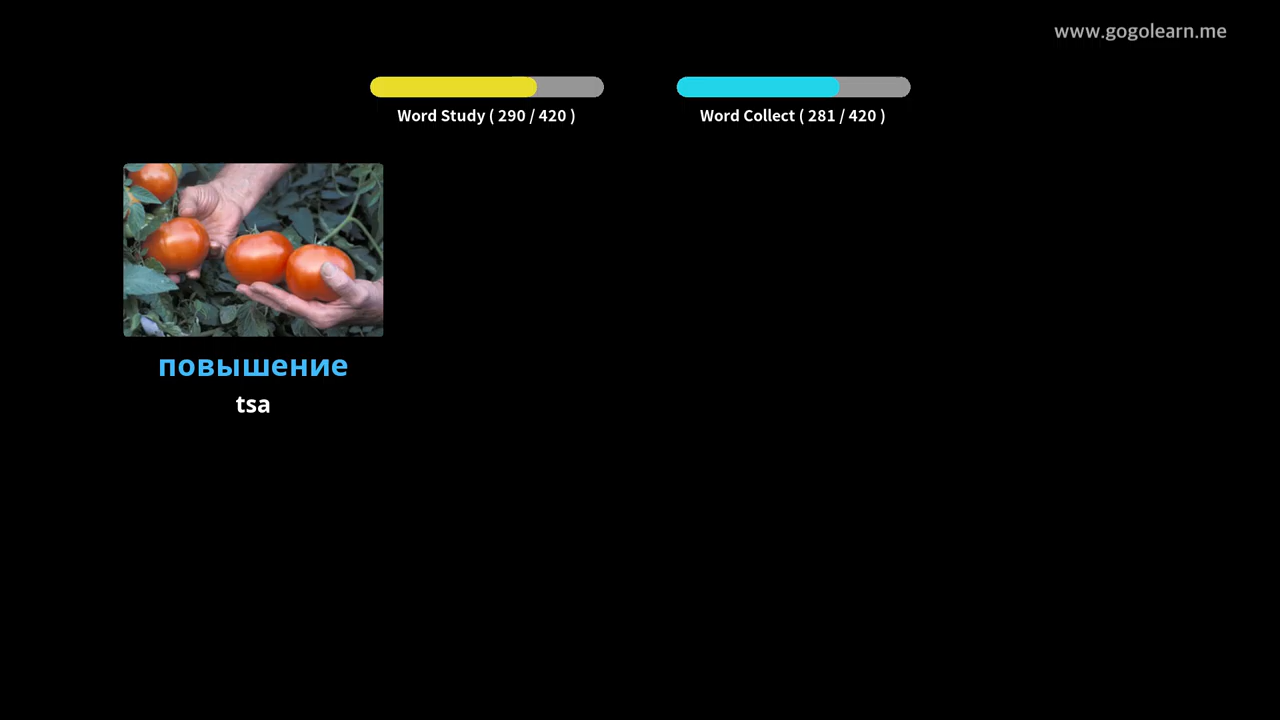 www.gogolearn.me
Word Study ( 290 / 420 )
Word Collect ( 281 / 420 )
повышение
tsa